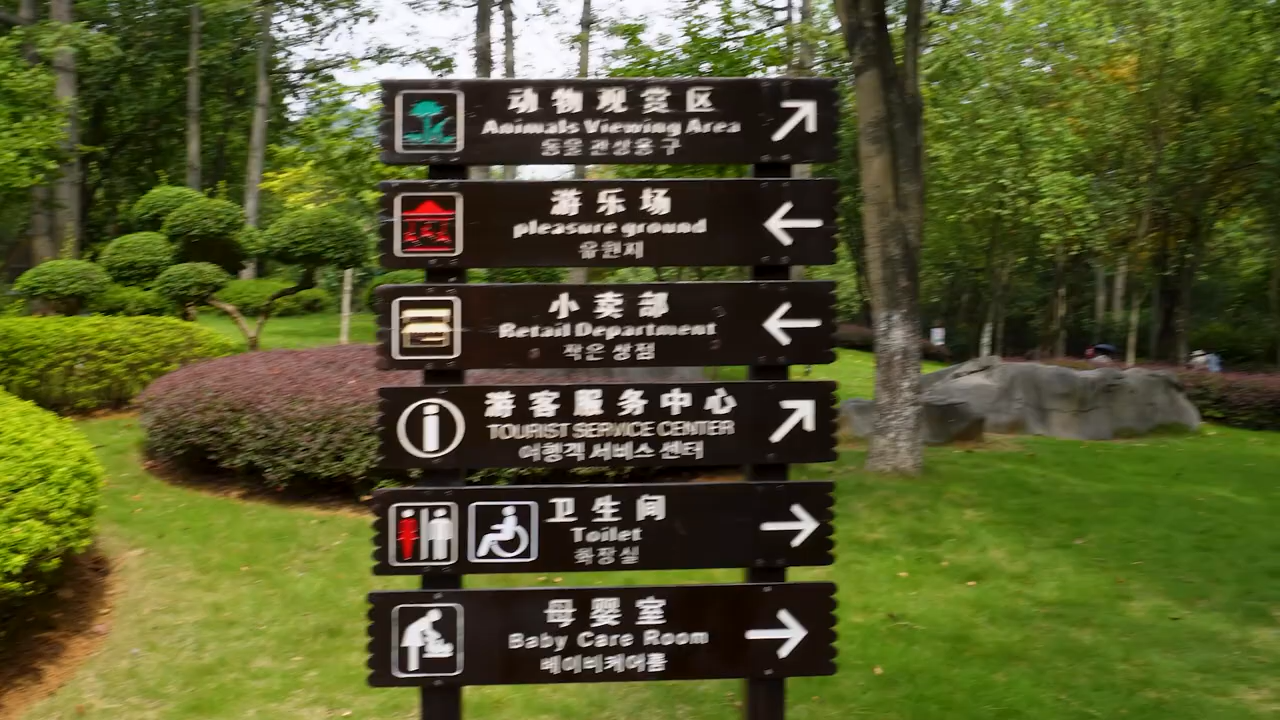 动物观赏区
Animals Viewing Area
동물관상용구
游乐场
pleasure ground
유원지
小卖部
Retail Department
작은 상점
游客服务中心
TOURIST SERVICE CENTER
여행객 서비스 센터
卫生间
Toilet
화장실
母婴室
Baby Care Room
베이비케어룸